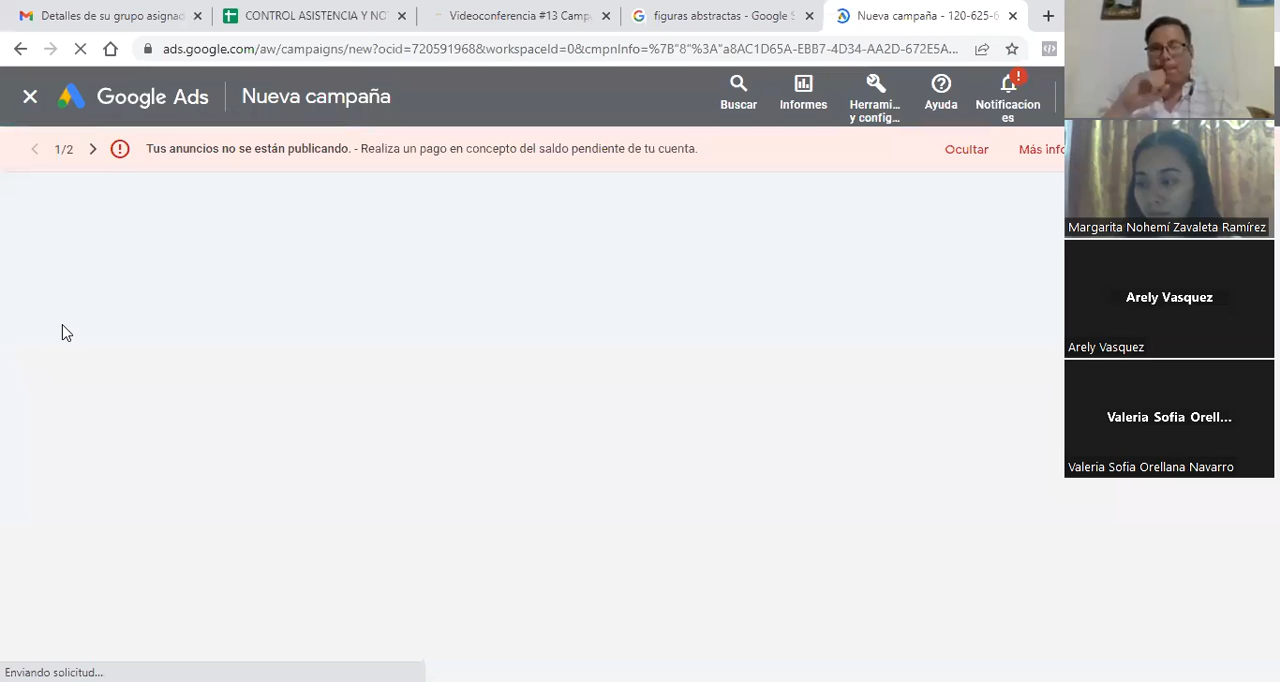 Detalles de su grupo asignad
CONTROL ASISTENCIA Y NO
Videoconferencia #13 Camp
figuras abstractas - Google S
Nueva campaña - 120-625-6
ads.google.com/aw/campaigns/new?ocid=720591968&workspaceId=0&cmpnInfo=%7B"8"%3A"a8AC1D65A-EBB7-4D34-AA2D-672E5A...
Google Ads
Nueva campaña
Buscar
Informes
Herrami...
y config...
Ayuda
Notificacion
es
1/2
Tus anuncios no se están publicando. - Realiza un pago en concepto del saldo pendiente de tu cuenta.
Ocultar
Más info
Margarita Nohemí Zavaleta Ramírez
Arely Vasquez
Arely Vasquez
Valeria Sofia Orell...
Valeria Sofia Orellana Navarro
Enviando solicitud...